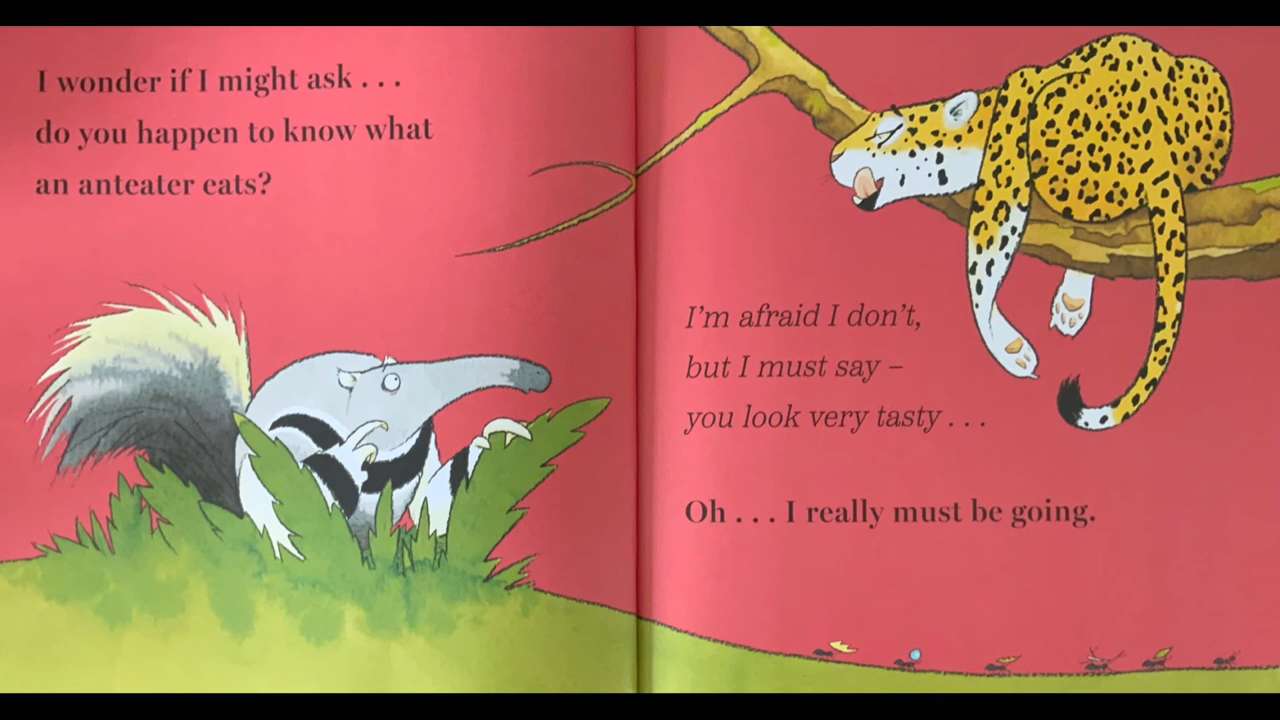 I wonder if I might ask . . .
do you happen to know what
an anteater eats?
I'm afraid I don't,
but I must say –
you look very tasty . . .
Oh . . . I really must be going.